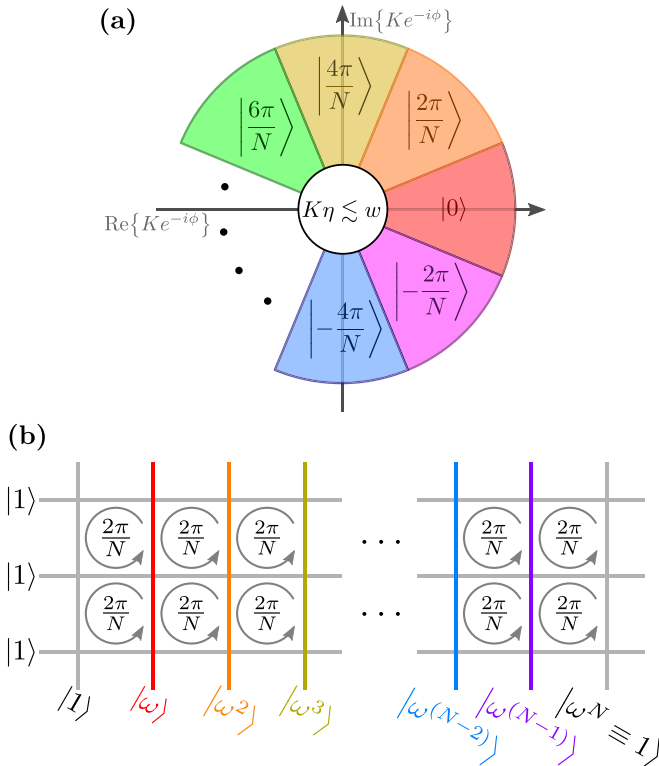 (a)
Im{Ke^{-iϕ}}
|6π/N⟩
|4π/N⟩
|2π/N⟩
Kη ≲ w
|0⟩
Re{Ke^{-iϕ}}
|-2π/N⟩
|-4π/N⟩
(b)
|1⟩
2π/N 2π/N 2π/N ... 2π/N 2π/N
|1⟩
2π/N 2π/N 2π/N ... 2π/N 2π/N
|1⟩
|1⟩ |ω⟩ |ω²⟩ |ω³⟩ |ω^{(N-2)}⟩ |ω^{(N-1)}⟩ |ω^N ≡ 1⟩